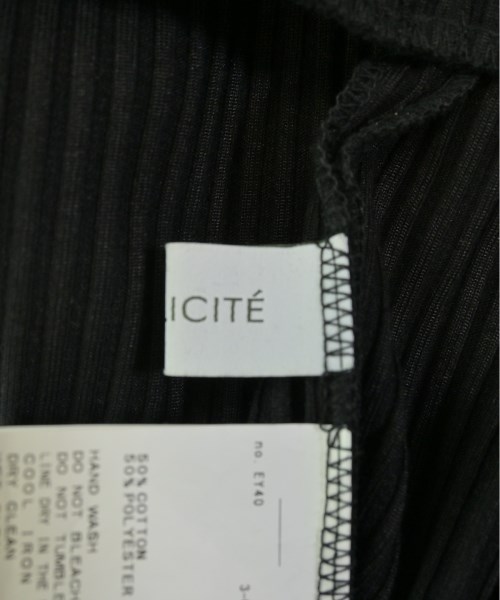 ICITÉ
no. EY40
50% COTTON
50% POLYESTER
HAND WASH
DO NOT BLEACH
DO NOT TUMBLE
LINE DRY IN THE
COOL IRON
DRY CLEAN